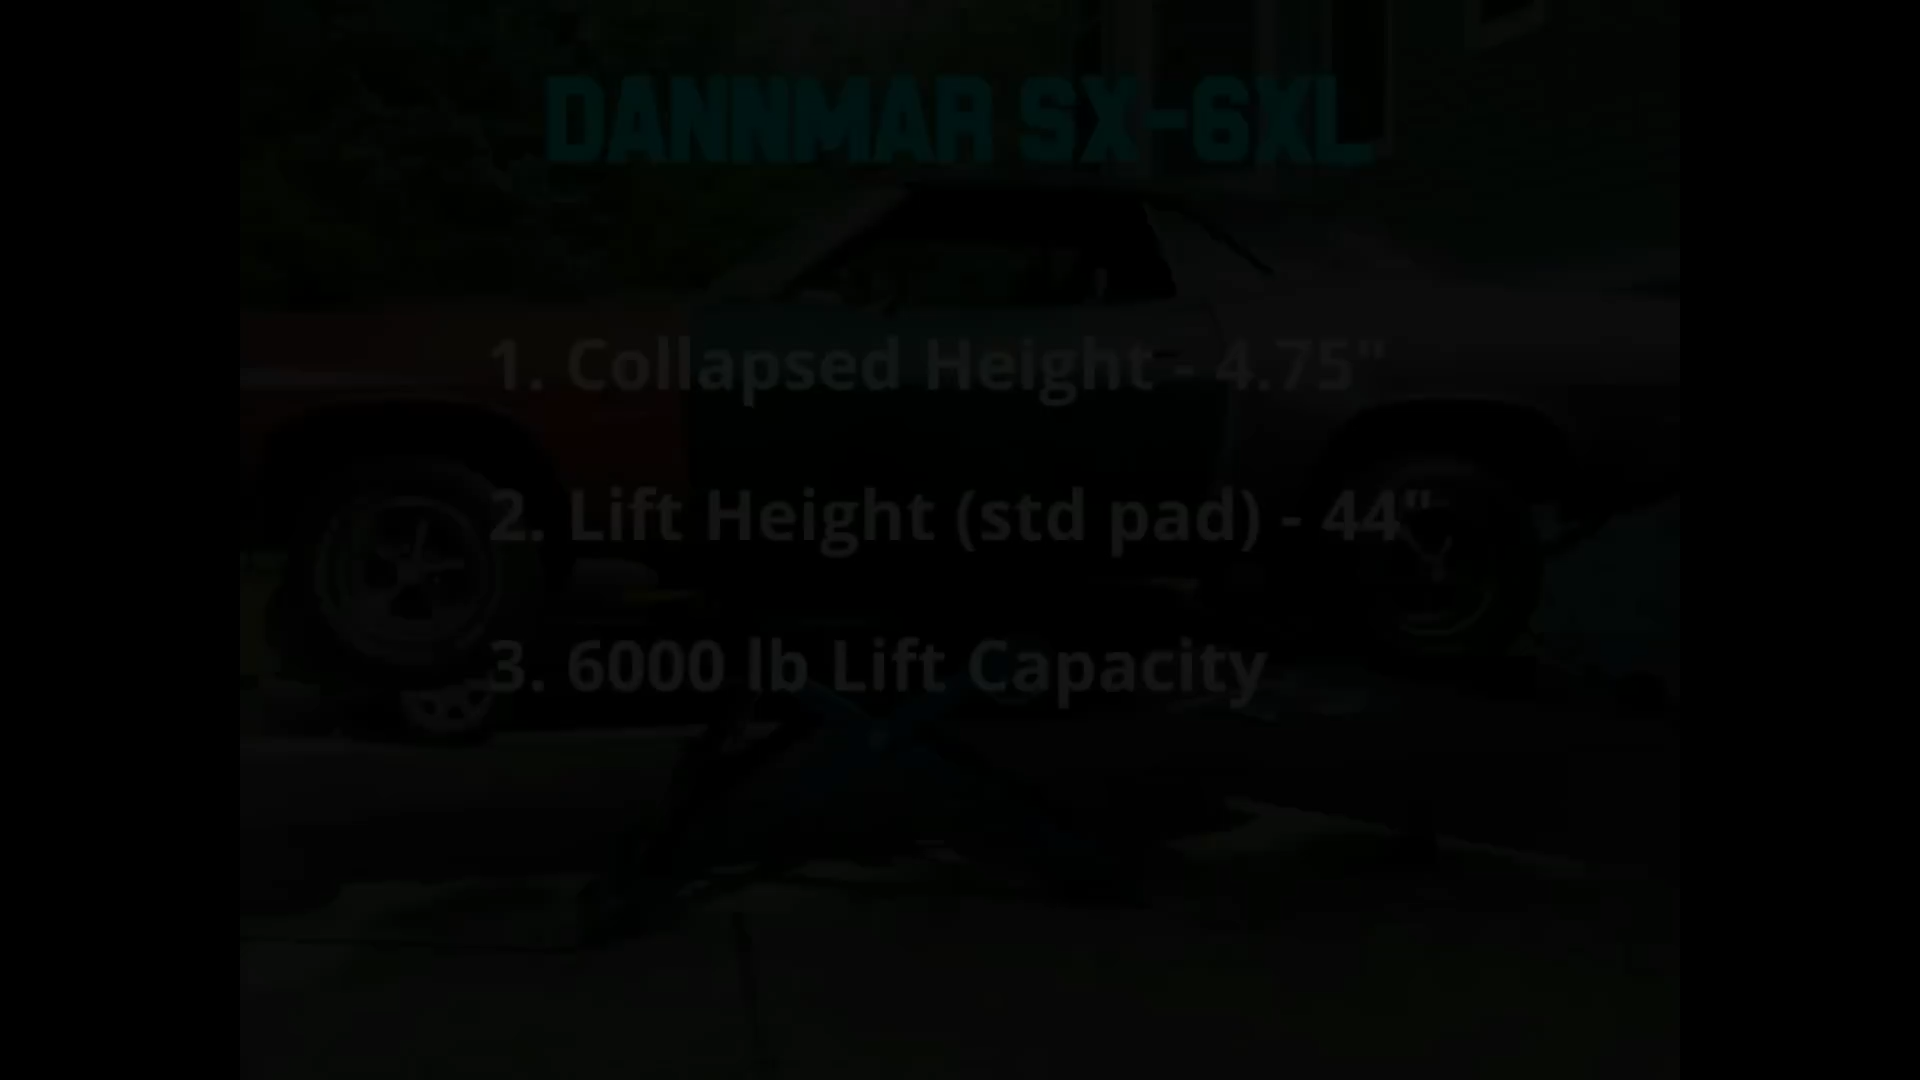 DANNMAR SX-6XL
1. Collapsed Height - 4.75"
2. Lift Height (std pad) - 44"
3. 6000 lb Lift Capacity